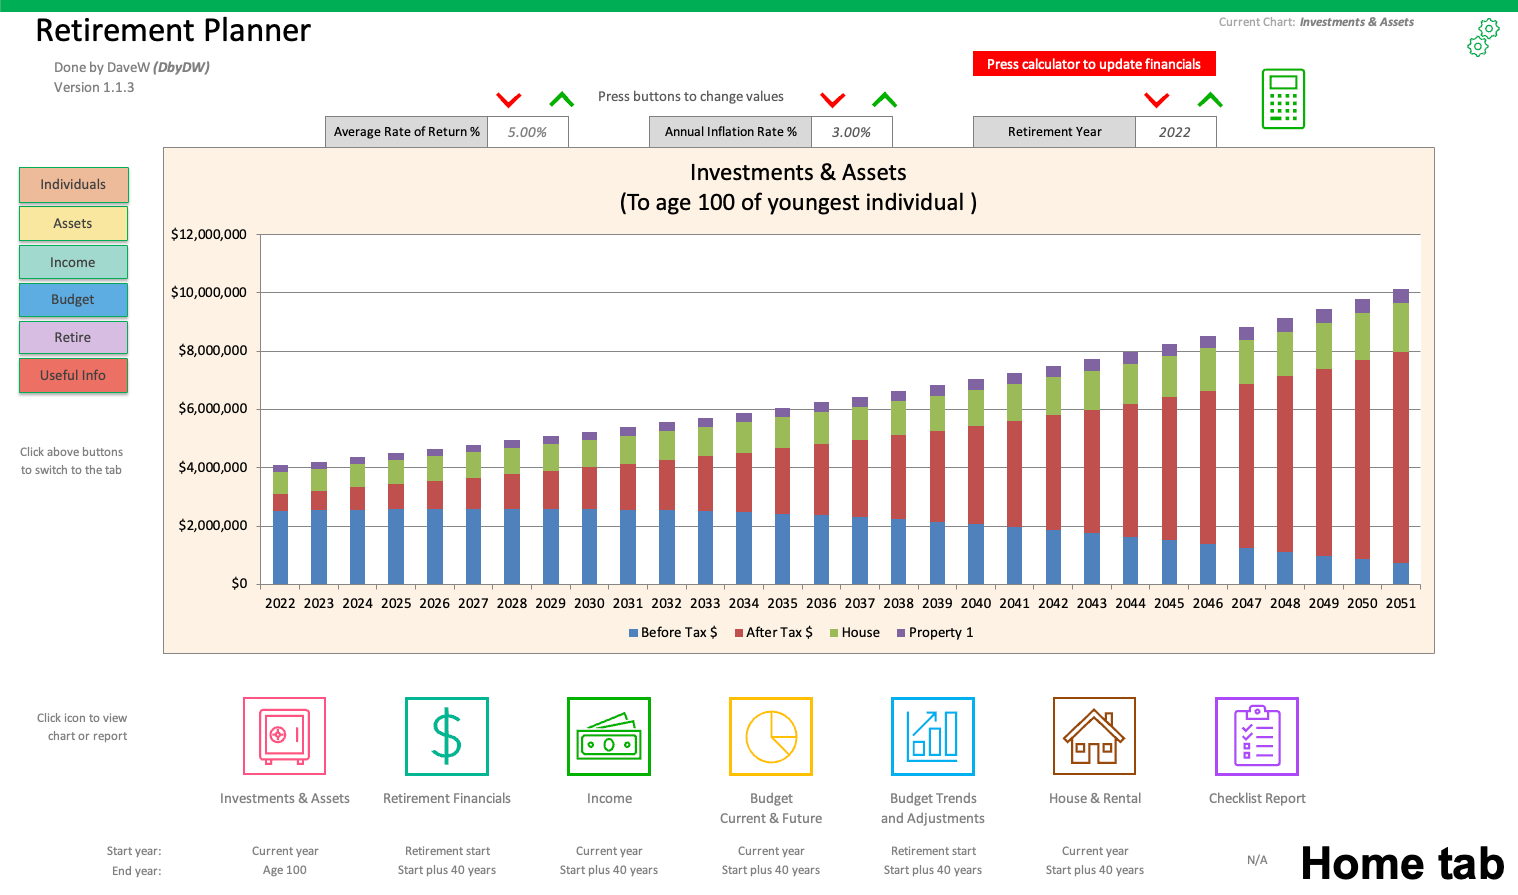 Retirement Planner
Current Chart: Investments & Assets
Done by DaveW (DbyDW)
Version 1.1.3
Press calculator to update financials
Press buttons to change values
Average Rate of Return % 5.00%
Annual Inflation Rate % 3.00%
Retirement Year 2022
Individuals
Assets
Income
Budget
Retire
Useful Info
Click above buttons
to switch to the tab
Investments & Assets
(To age 100 of youngest individual )
$12,000,000
$10,000,000
$8,000,000
$6,000,000
$4,000,000
$2,000,000
$0
2022 2023 2024 2025 2026 2027 2028 2029 2030 2031 2032 2033 2034 2035 2036 2037 2038 2039 2040 2041 2042 2043 2044 2045 2046 2047 2048 2049 2050 2051
Before Tax $ After Tax $ House Property 1
Click icon to view
chart or report
Investments & Assets
Retirement Financials
Income
Budget
Current & Future
Budget Trends
and Adjustments
House & Rental
Checklist Report
Start year: Current year Retirement start Current year Current year Retirement start Current year
End year: Age 100 Start plus 40 years Start plus 40 years Start plus 40 years Start plus 40 years Start plus 40 years
N/A
Home tab